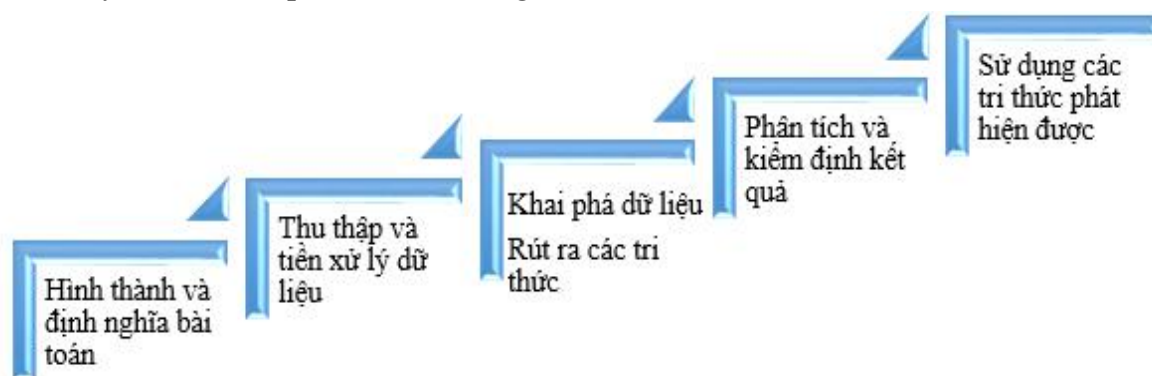 Hình thành và
định nghĩa bài
toán
Thu thập và
tiền xử lý dữ
liệu
Khai phá dữ liệu
Rút ra các tri
thức
Phân tích và
kiểm định kết
quả
Sử dụng các
tri thức phát
hiện được